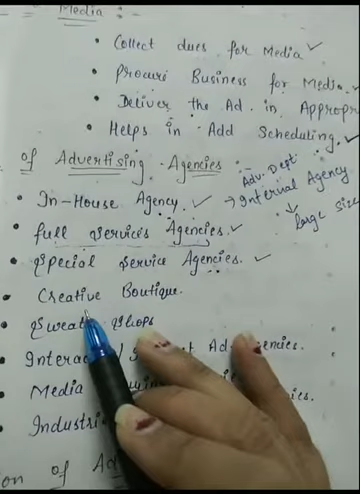 Media :
• Collect dues for Media ✓
• Procure Business for Media. ✓
• Deliver the Ad. in Appropr
• Helps in Add Scheduling. ✓
of Advertising Agencies :
Adv. Dept
• In-House Agency. ✓ → Internal Agency
↓
large size
• full services Agencies. ✓
• Special Service Agencies. ✓
• Creative Boutique.
• Sweat Shops
• Intera Ad encies.
• Media
• Industri
on of Ad